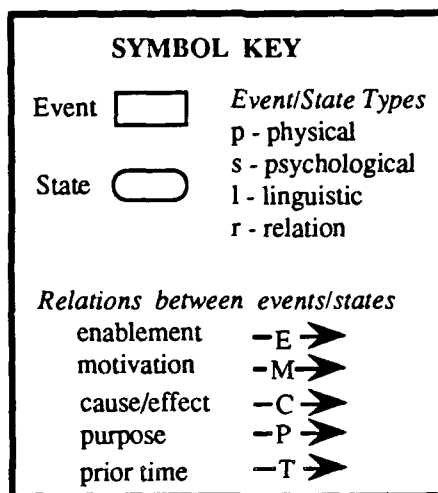 SYMBOL KEY
Event
Event/State Types
p - physical
s - psychological
State
l - linguistic
r - relation
Relations between events/states
enablement –E→
motivation –M→
cause/effect –C→
purpose –P→
prior time –T→